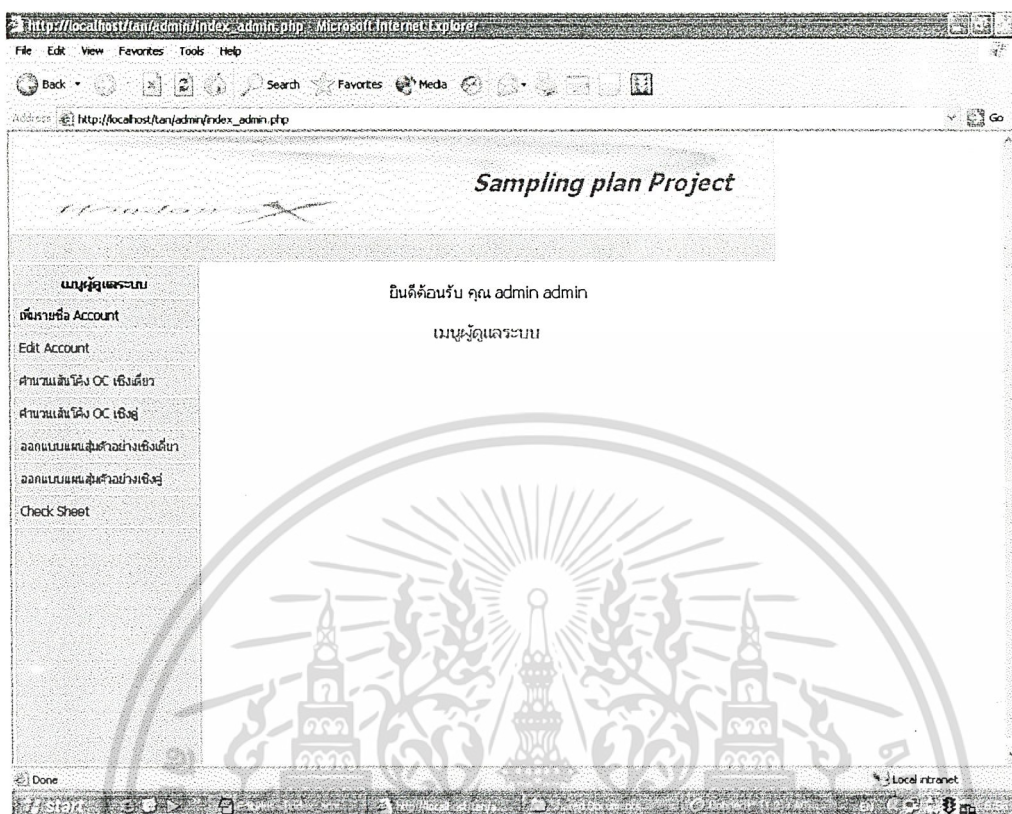 http://localhost/tan/admin/index_admin.php - Microsoft Internet Explorer
File Edit View Favorites Tools Help
Back Search Favorites Media
Address http://localhost/tan/admin/index_admin.php Go
Sampling plan Project
เมนูผู้ดูแลระบบ
ยินดีต้อนรับ คุณ admin admin
เมนูผู้ดูแลระบบ
เพิ่มรายชื่อ Account
Edit Account
คำนวนเส้นโค้ง OC เชิงเดี่ยว
คำนวนเส้นโค้ง OC เชิงคู่
ออกแบบแผนสุ่มตัวอย่างเชิงเดี่ยว
ออกแบบแผนสุ่มตัวอย่างเชิงคู่
Check Sheet
Done Local intranet
start EN